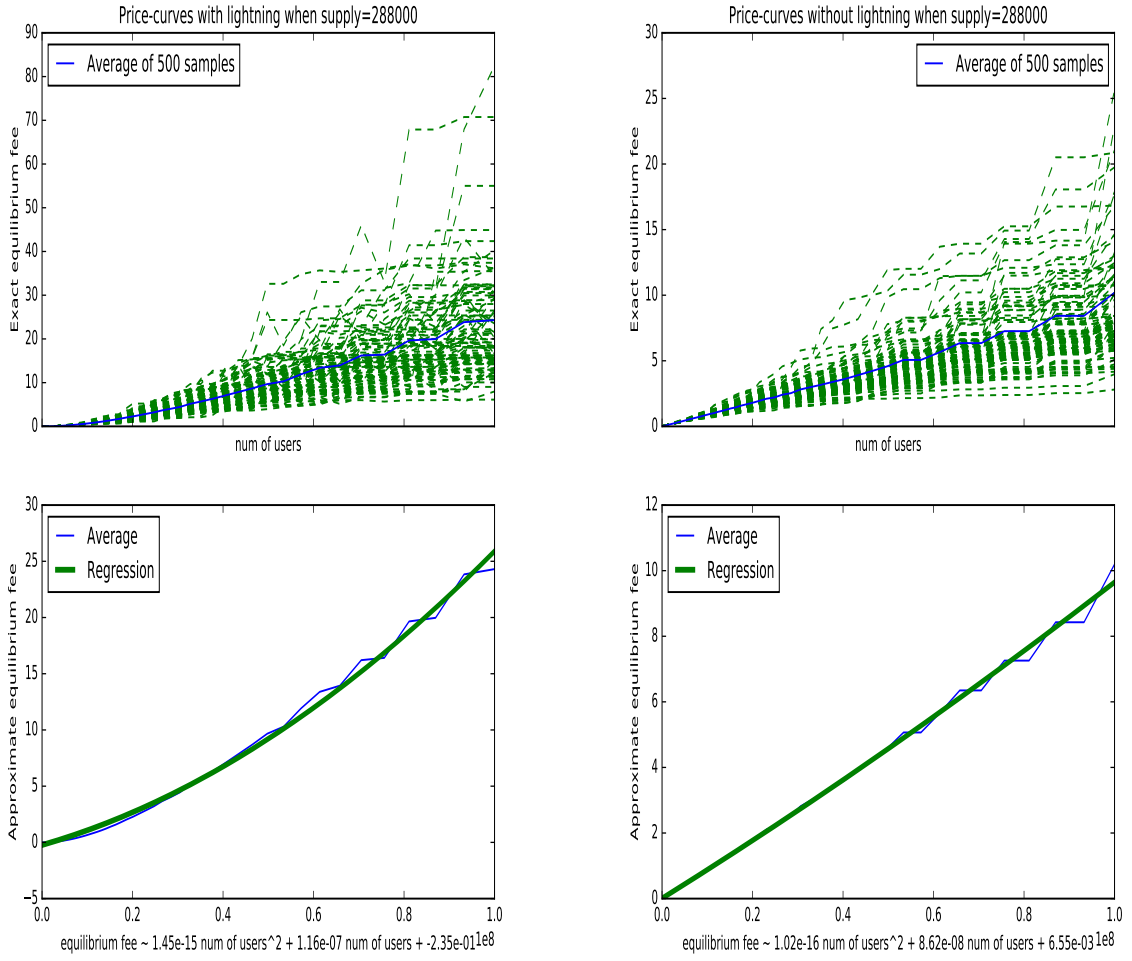 Price-curves with lightning when supply=288000
90
80
70
60
50
40
30
20
10
0
Exact equilibrium fee
Average of 500 samples
num of users
Price-curves without lightning when supply=288000
30
25
20
15
10
5
0
Exact equilibrium fee
Average of 500 samples
num of users
30
25
20
15
10
5
0
−5
Approximate equilibrium fee
Average
Regression
0.0 0.2 0.4 0.6 0.8 1.0
1e8
equilibrium fee ~ 1.45e-15 num of users^2 + 1.16e-07 num of users + -2.35e-01
12
10
8
6
4
2
0
Approximate equilibrium fee
Average
Regression
0.0 0.2 0.4 0.6 0.8 1.0
1e8
equilibrium fee ~ 1.02e-16 num of users^2 + 8.62e-08 num of users + 6.55e-03